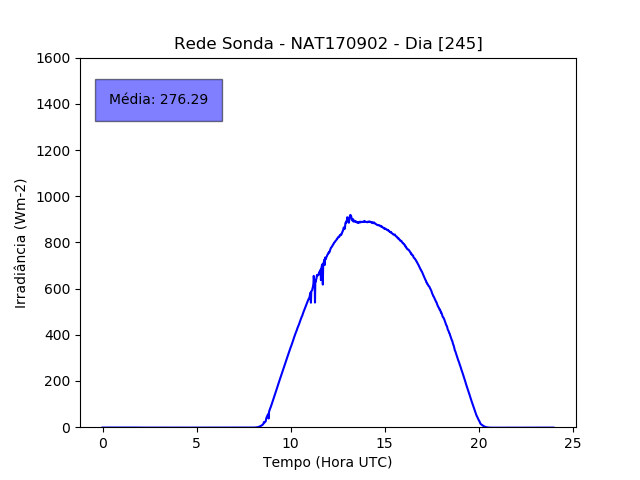 Rede Sonda - NAT170902 - Dia [245]
1600
1400
1200
1000
800
600
400
200
0
Média: 276.29
Irradiância (Wm-2)
0 5 10 15 20 25
Tempo (Hora UTC)